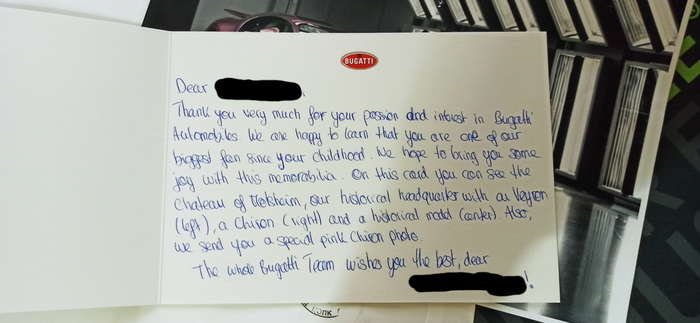 BUGATTI
Dear
Thank you very much for your passion and interest in Bugatti
Automobiles. We are happy to learn that you are one of our
biggest fan since your childhood. We hope to bring you some
joy with this memorabilia. On this card you can see the
Chateau of Molsheim, our historical headquarter with a Veyron
(left), a Chiron (right) and a historical model (center). Also,
we send you a special pink Chiron photo.
The whole Bugatti Team wishes you the best, dear
!